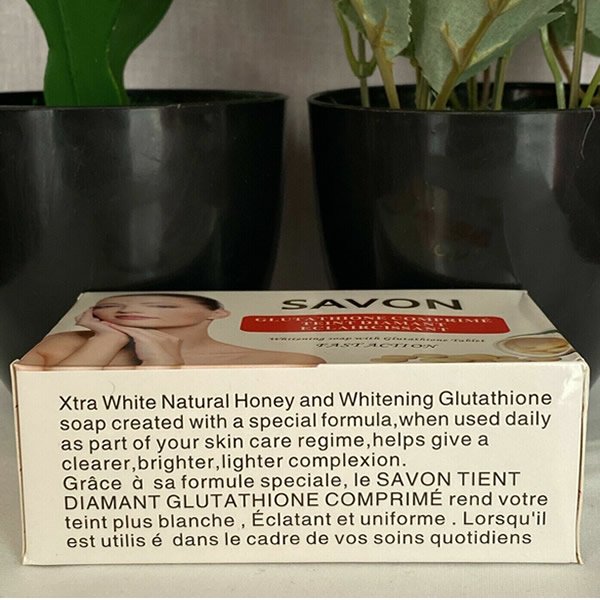 SAVON
GLUTATHIONE COMPRIMÉ
TEINT DIAMANT
ECLAIRCISSANT
Whitening soap with Glutathione Tablet
FAST ACTION
Xtra White Natural Honey and Whitening Glutathione
soap created with a special formula,when used daily
as part of your skin care regime,helps give a
clearer,brighter,lighter complexion.
Grâce à sa formule speciale, le SAVON TIENT
DIAMANT GLUTATHIONE COMPRIMÉ rend votre
teint plus blanche , Éclatant et uniforme . Lorsqu'il
est utilis é dans le cadre de vos soins quotidiens